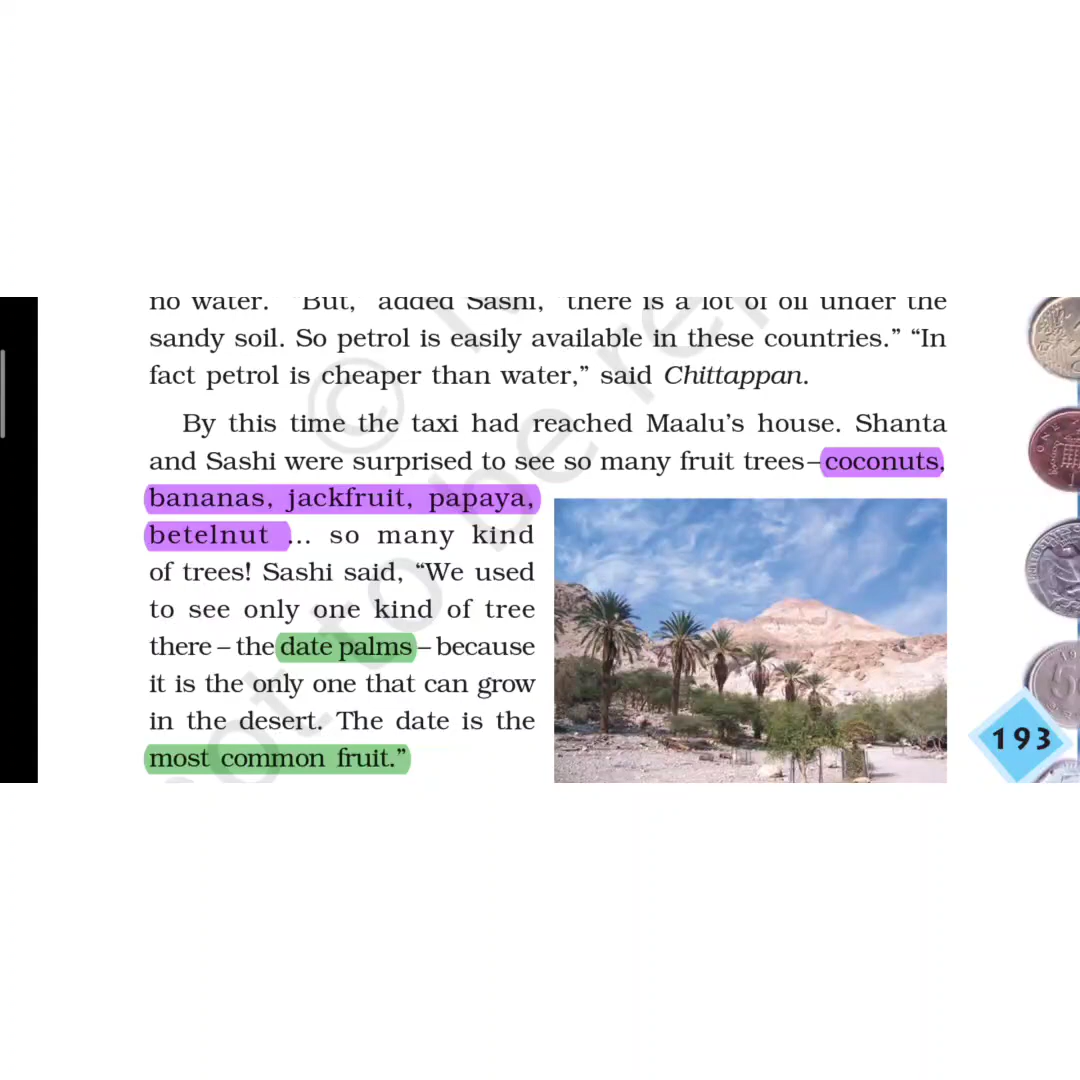 no water. "But," added Sashi, "there is a lot of oil under the
sandy soil. So petrol is easily available in these countries.” “In
fact petrol is cheaper than water,” said Chittappan.
By this time the taxi had reached Maalu’s house. Shanta
and Sashi were surprised to see so many fruit trees–coconuts,
bananas, jackfruit, papaya,
betelnut ... so many kind
of trees! Sashi said, “We used
to see only one kind of tree
there – the date palms – because
it is the only one that can grow
in the desert. The date is the
most common fruit.”
193